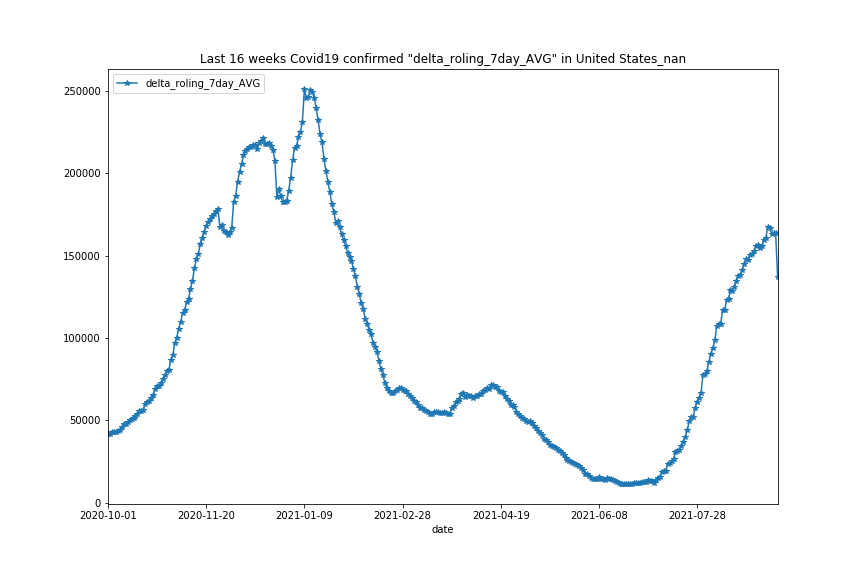 Last 16 weeks Covid19 confirmed "delta_roling_7day_AVG" in United States_nan
delta_roling_7day_AVG
250000
200000
150000
100000
50000
0
2020-10-01 2020-11-20 2021-01-09 2021-02-28 2021-04-19 2021-06-08 2021-07-28
date